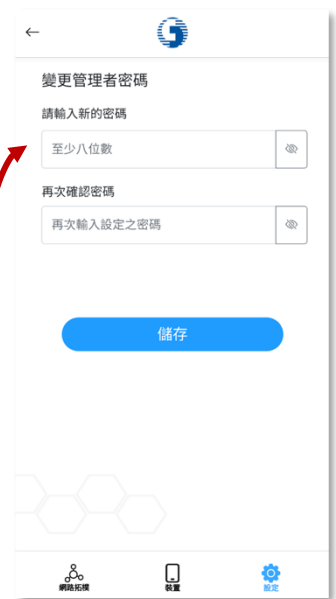 變更管理者密碼
請輸入新的密碼
至少八位數
再次確認密碼
再次輸入設定之密碼
儲存
網路拓樸
裝置
設定